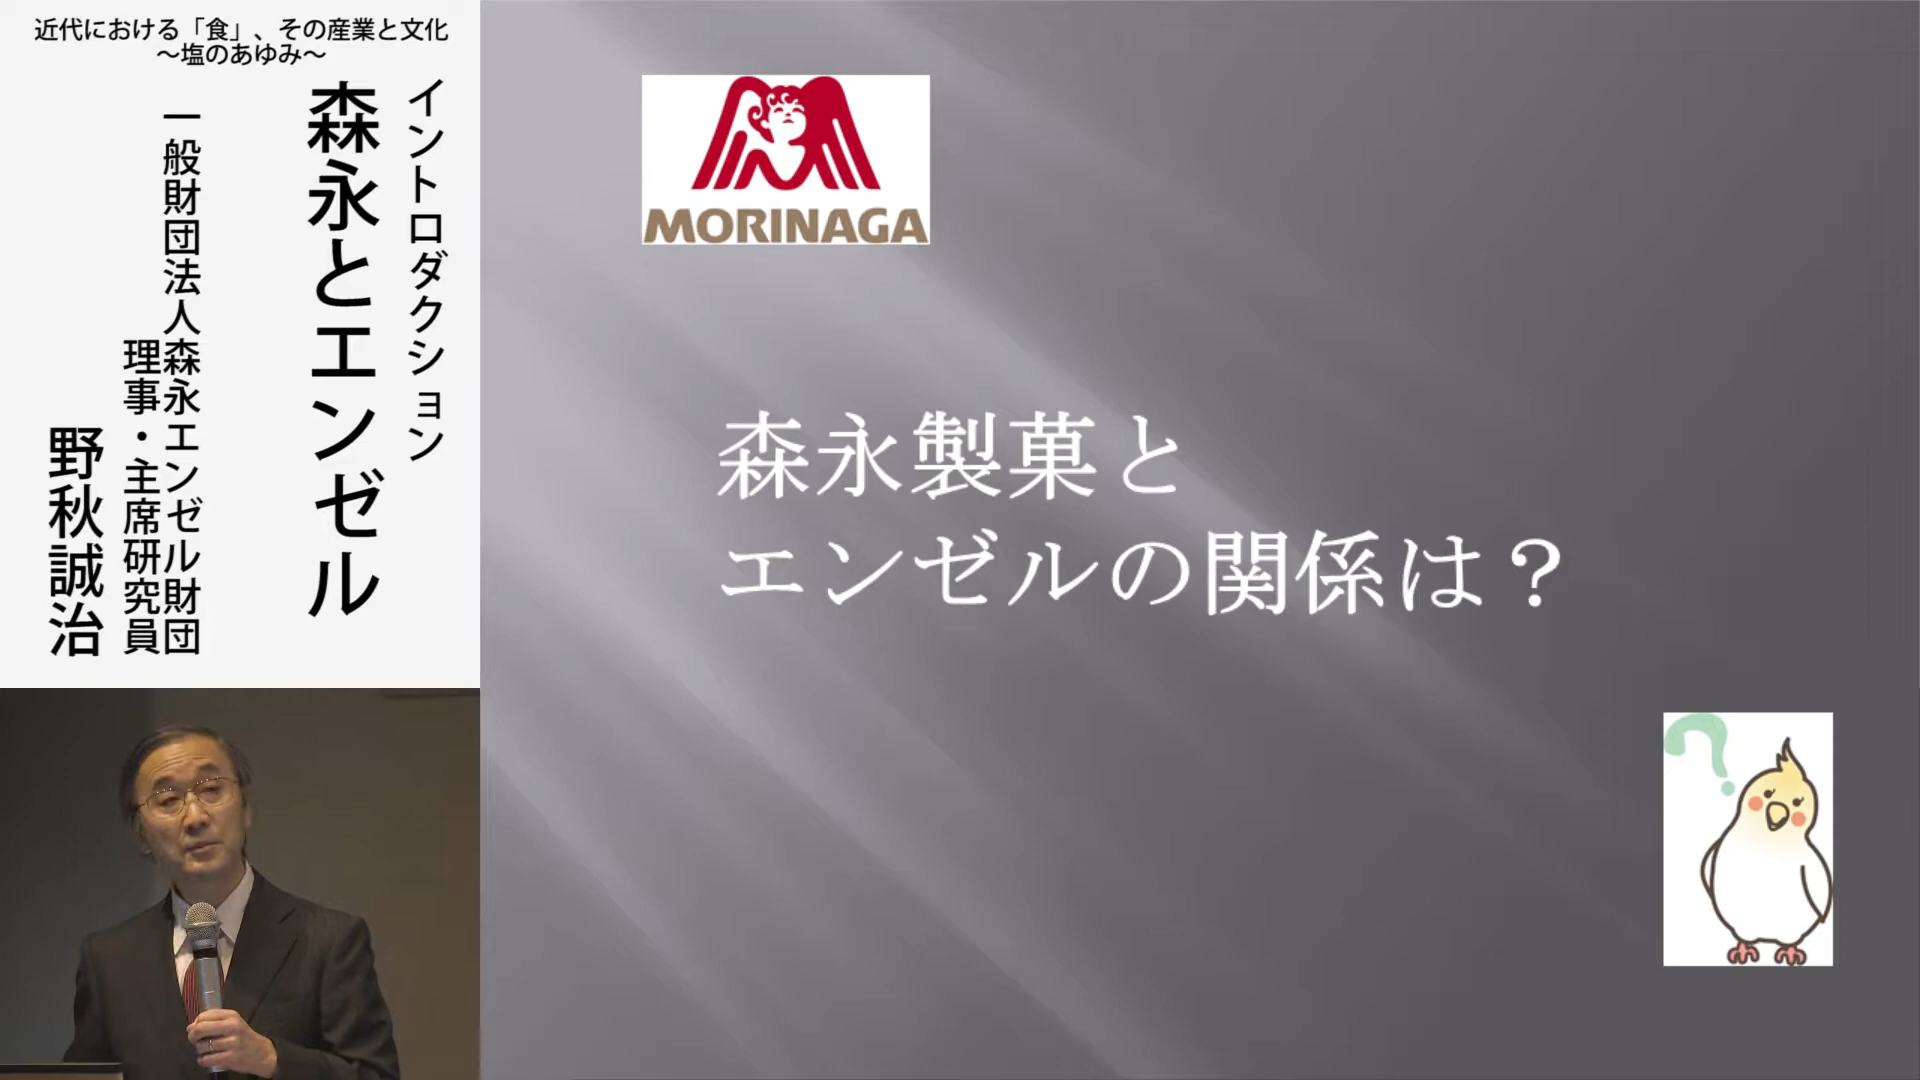 近代における「食」、その産業と文化
～塩のあゆみ～
イントロダクション
森永とエンゼル
一般財団法人森永エンゼル財団
理事・主席研究員
野秋誠治
MORINAGA
森永製菓と
エンゼルの関係は？
?